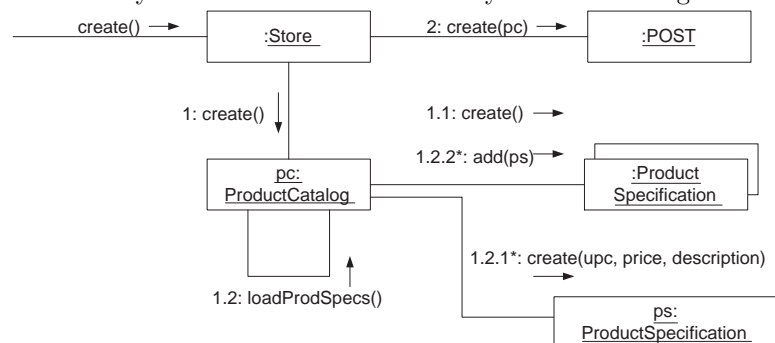 create()
:Store
2: create(pc)
:POST
1: create()
1.1: create()
1.2.2*: add(ps)
pc:
ProductCatalog
:Product
Specification
1.2.1*: create(upc, price, description)
1.2: loadProdSpecs()
ps:
ProductSpecification